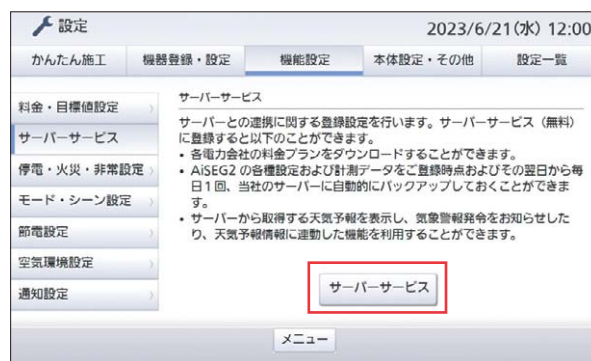 設定
2023/6/21(水) 12:00
かんたん施工
機器登録・設定
機能設定
本体設定・その他
設定一覧
料金・目標値設定
サーバーサービス
停電・火災・非常設定
モード・シーン設定
節電設定
空気環境設定
通知設定
サーバーサービス
サーバーとの連携に関する登録設定を行います。サーバーサービス（無料）
に登録すると以下のことができます。
・各電力会社の料金プランをダウンロードすることができます。
・AiSEG2 の各種設定および計測データをご登録時点およびその翌日から毎
日1回、当社のサーバーに自動的にバックアップしておくことができま
す。
・サーバーから取得する天気予報を表示し、気象警報発令をお知らせした
り、天気予報情報に連動した機能を利用することができます。
サーバーサービス
メニュー